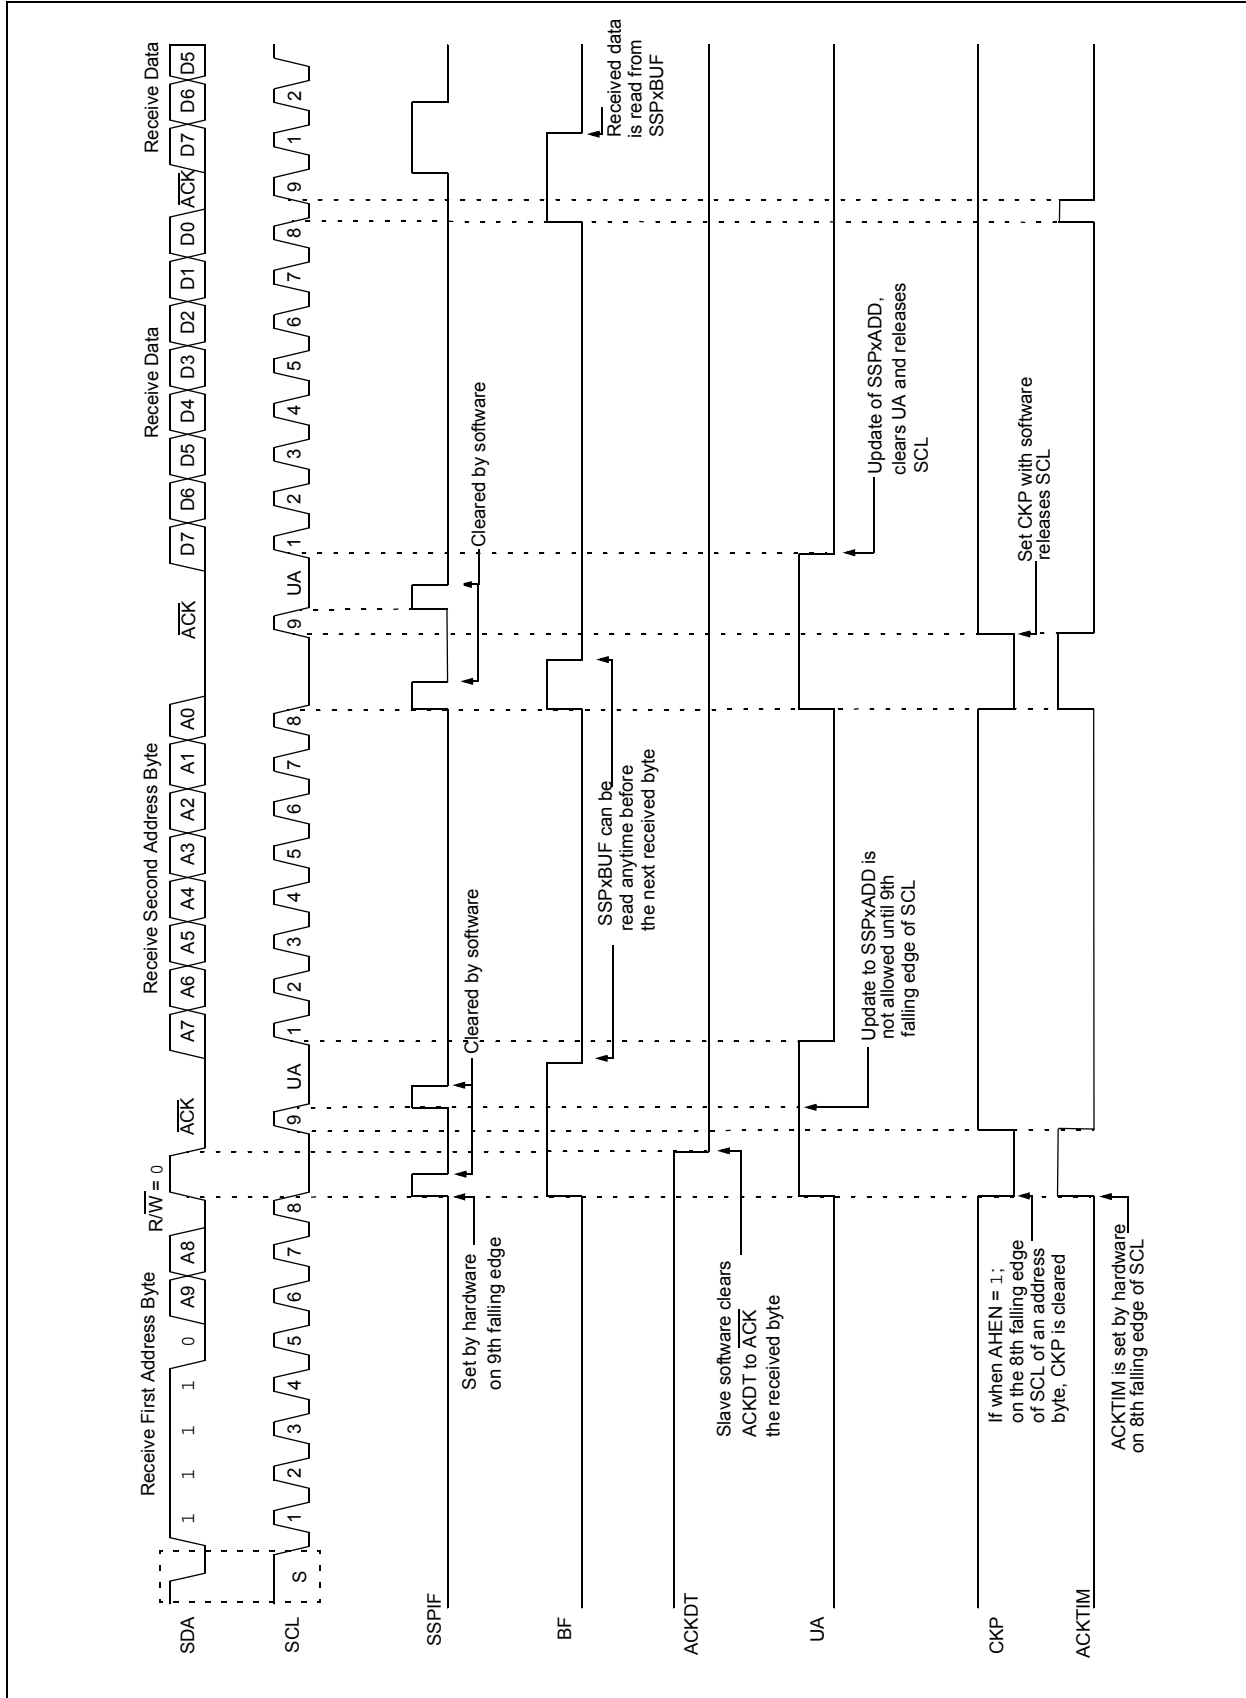 Receive First Address Byte
R/W = 0
Receive Second Address Byte
Receive Data
Receive Data
SDA
1 1 1 1 0 A9 A8
ACK
A7 A6 A5 A4 A3 A2 A1 A0
ACK
D7 D6 D5 D4 D3 D2 D1 D0
ACK
D7 D6 D5
SCL
S
1 2 3 4 5 6 7 8 9 UA
1 2 3 4 5 6 7 8 9 UA
1 2 3 4 5 6 7 8 9
1 2
SSPIF
Set by hardware
on 9th falling edge
Cleared by software
Cleared by software
BF
SSPxBUF can be
read anytime before
the next received byte
Received data
is read from
SSPxBUF
ACKDT
Slave software clears
ACKDT to ACK
the received byte
UA
Update to SSPxADD is
not allowed until 9th
falling edge of SCL
Update of SSPxADD,
clears UA and releases
SCL
CKP
If when AHEN = 1;
on the 8th falling edge
of SCL of an address
byte, CKP is cleared
Set CKP with software
releases SCL
ACKTIM
ACKTIM is set by hardware
on 8th falling edge of SCL